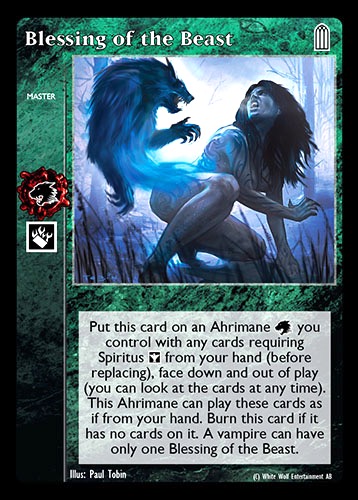 Blessing of the Beast
MASTER
Put this card on an Ahrimane you
control with any cards requiring
Spiritus from your hand (before
replacing), face down and out of play
(you can look at the cards at any time).
This Ahrimane can play these cards as
if from your hand. Burn this card if it
has no cards on it. A vampire can have
only one Blessing of the Beast.
Illus: Paul Tobin
(C) White Wolf Entertainment AB